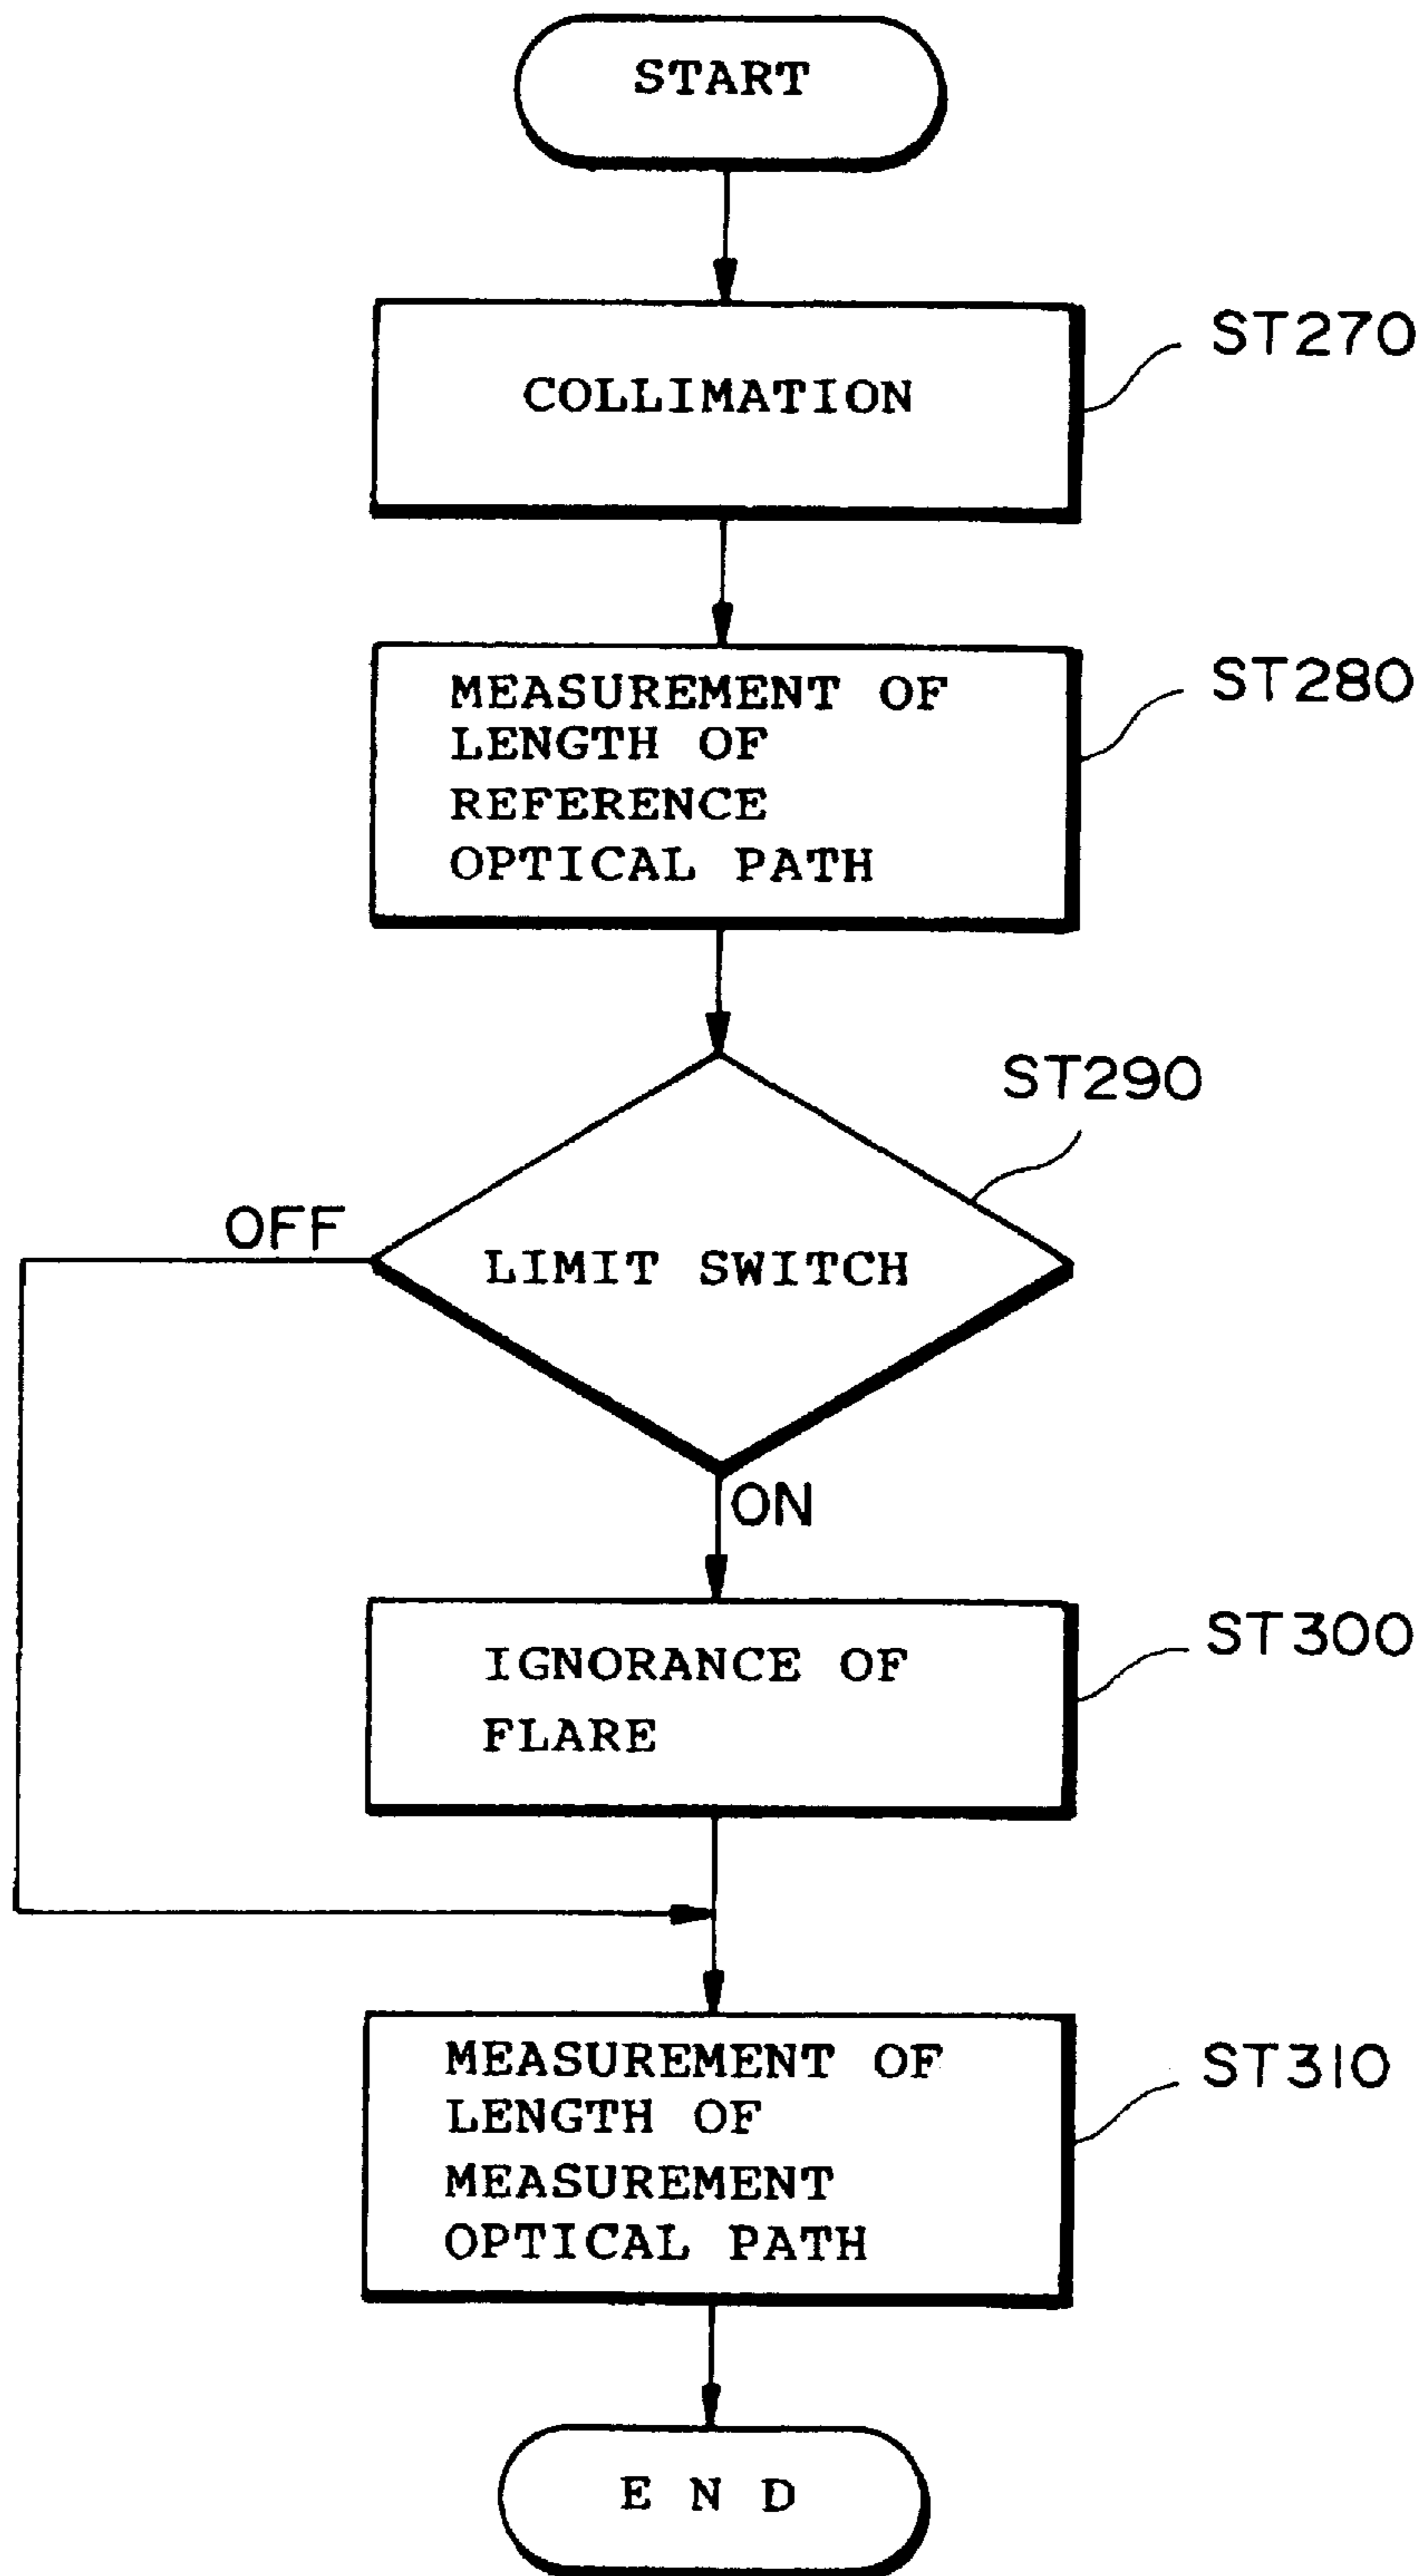 START
COLLIMATION
ST270
MEASUREMENT OF
LENGTH OF
REFERENCE
OPTICAL PATH
ST280
ST290
LIMIT SWITCH
OFF
ON
IGNORANCE OF
FLARE
ST300
MEASUREMENT OF
LENGTH OF
MEASUREMENT
OPTICAL PATH
ST310
E N D